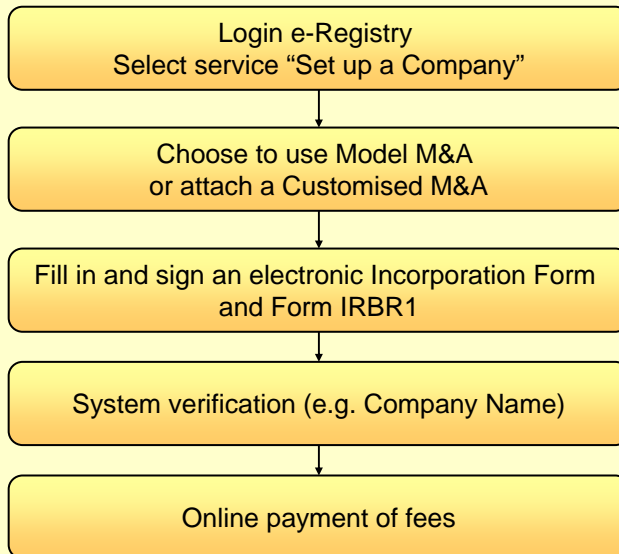 Login e-Registry
Select service “Set up a Company”
Choose to use Model M&A
or attach a Customised M&A
Fill in and sign an electronic Incorporation Form
and Form IRBR1
System verification (e.g. Company Name)
Online payment of fees